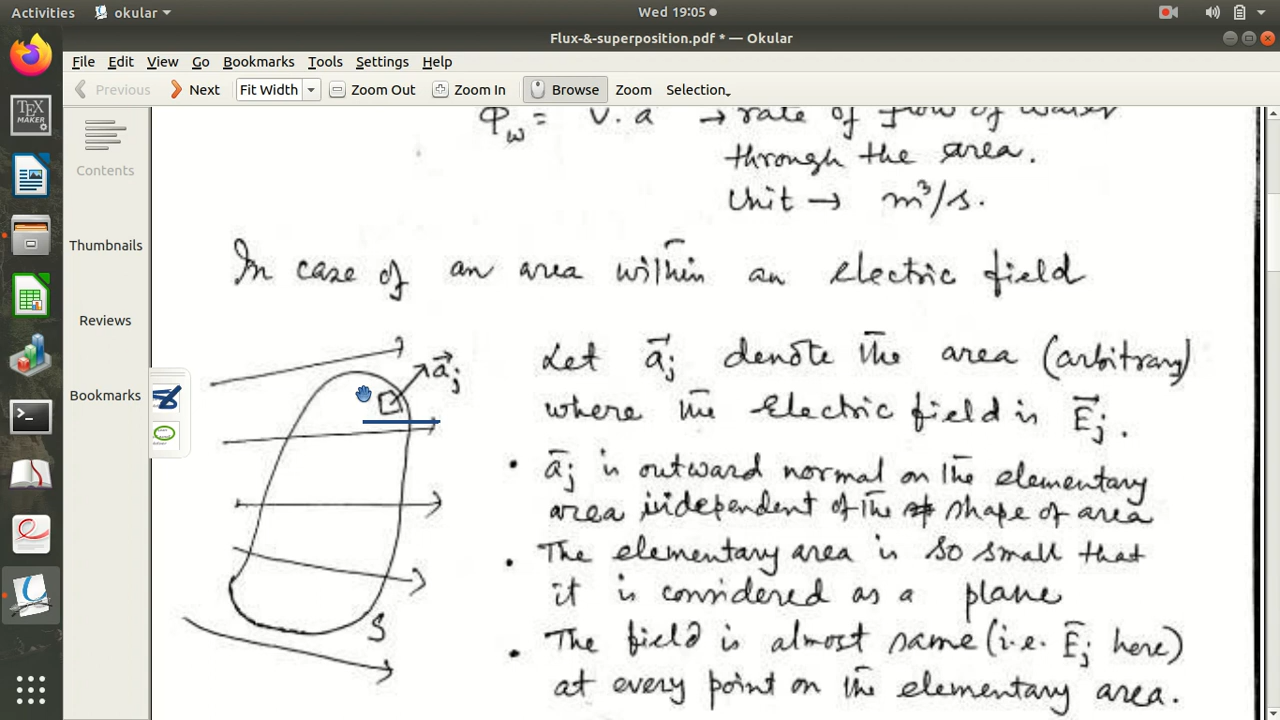 Activities okular Wed 19:05
Flux-&-superposition.pdf * — Okular
File Edit View Go Bookmarks Tools Settings Help
Previous Next Fit Width Zoom Out Zoom In Browse Zoom Selection
Contents
Thumbnails
Reviews
Bookmarks
TEX MAKER
Φw = v. a → rate of flow of water
through the area.
Unit → m³/s.
In case of an area within an electric field
a⃗j
S
Let a⃗j denote the area (arbitrary)
where the electric field is E⃗j.
• a⃗j is outward normal on the elementary
area independent of the shape of area
• The elementary area is so small that
it is considered as a plane
• The field is almost same (i.e. E⃗j here)
at every point on the elementary area.